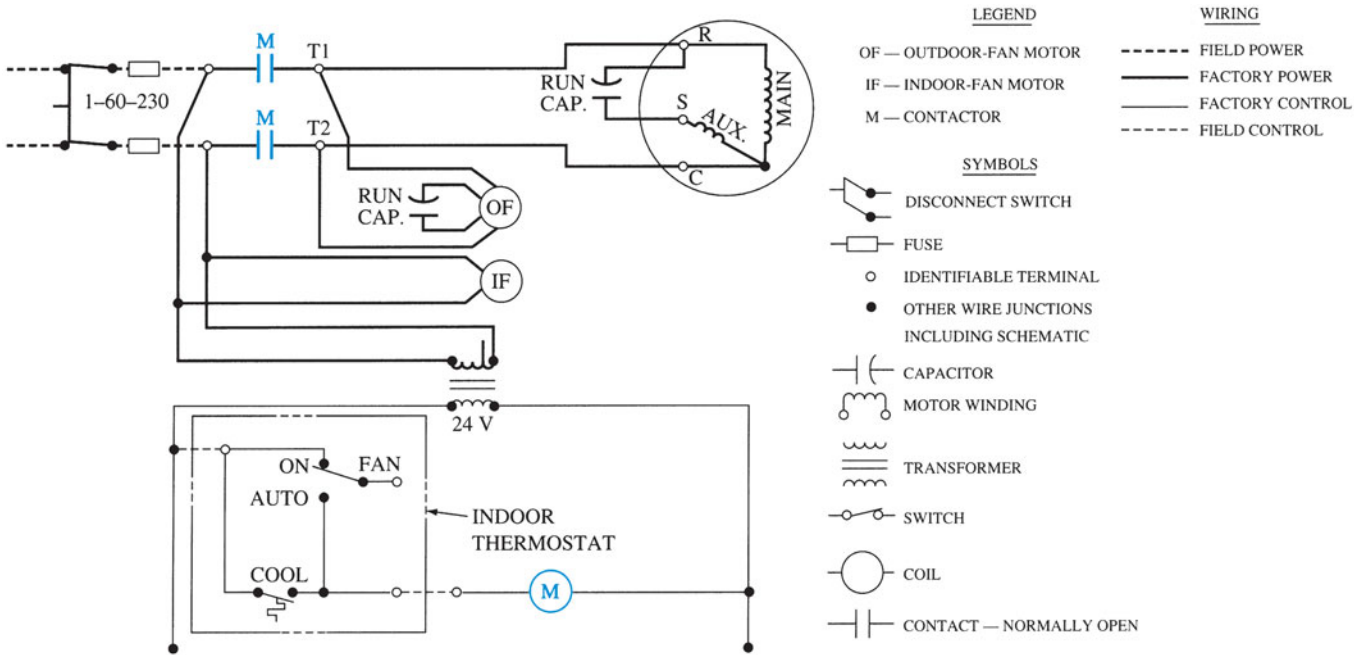 M
T1
1–60–230
M
T2
RUN
CAP.
R
S
AUX.
MAIN
C
RUN
CAP.
OF
IF
24 V
ON
FAN
AUTO
INDOOR
THERMOSTAT
COOL
M
LEGEND
OF — OUTDOOR-FAN MOTOR
IF — INDOOR-FAN MOTOR
M — CONTACTOR
WIRING
FIELD POWER
FACTORY POWER
FACTORY CONTROL
FIELD CONTROL
SYMBOLS
DISCONNECT SWITCH
FUSE
IDENTIFIABLE TERMINAL
OTHER WIRE JUNCTIONS
INCLUDING SCHEMATIC
CAPACITOR
MOTOR WINDING
TRANSFORMER
SWITCH
COIL
CONTACT — NORMALLY OPEN